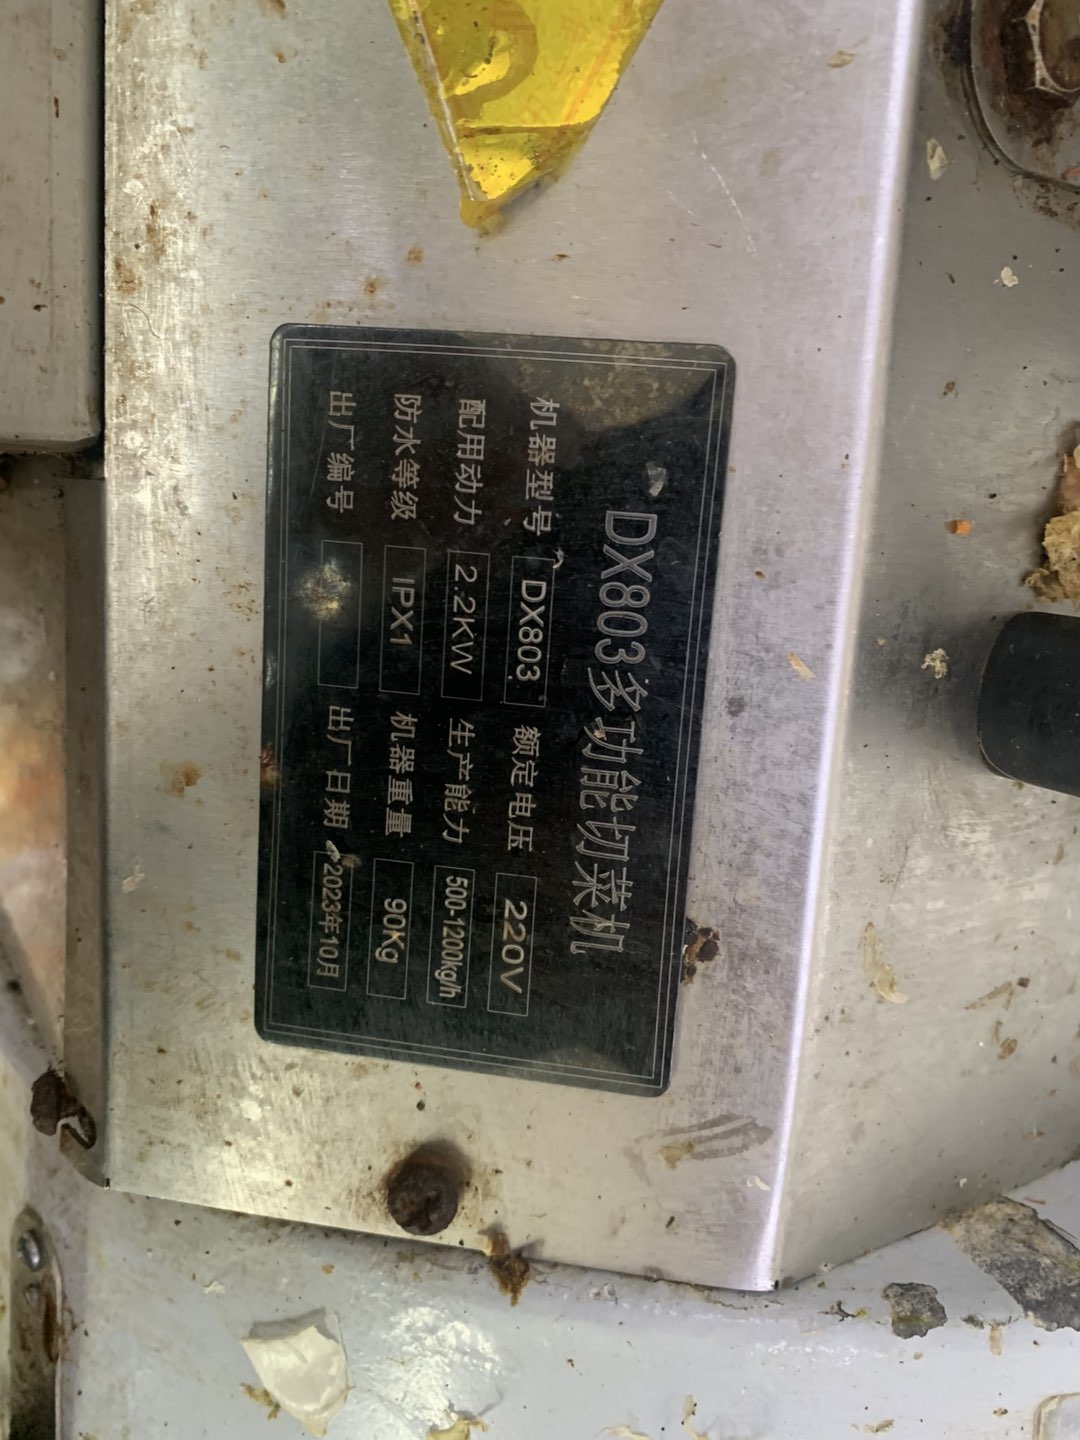 DX803多功能切菜机
机器型号 DX803 额定电压 220V
配用动力 2.2KW 生产能力 500-1200kg/h
防水等级 IPX1 机器重量 90Kg
出厂编号 出厂日期 2023年10月